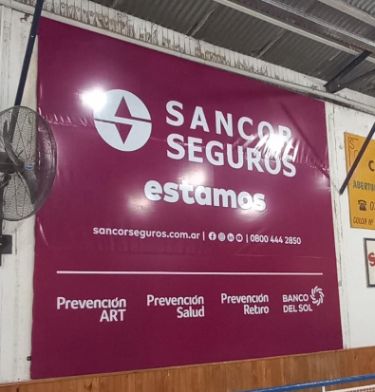 SANCOR
SEGUROS
estamos
sancorseguros.com.ar | | 0800 444 2850
Prevención
ART
Prevención
Salud
Prevención
Retiro
BANCO
DEL SOL